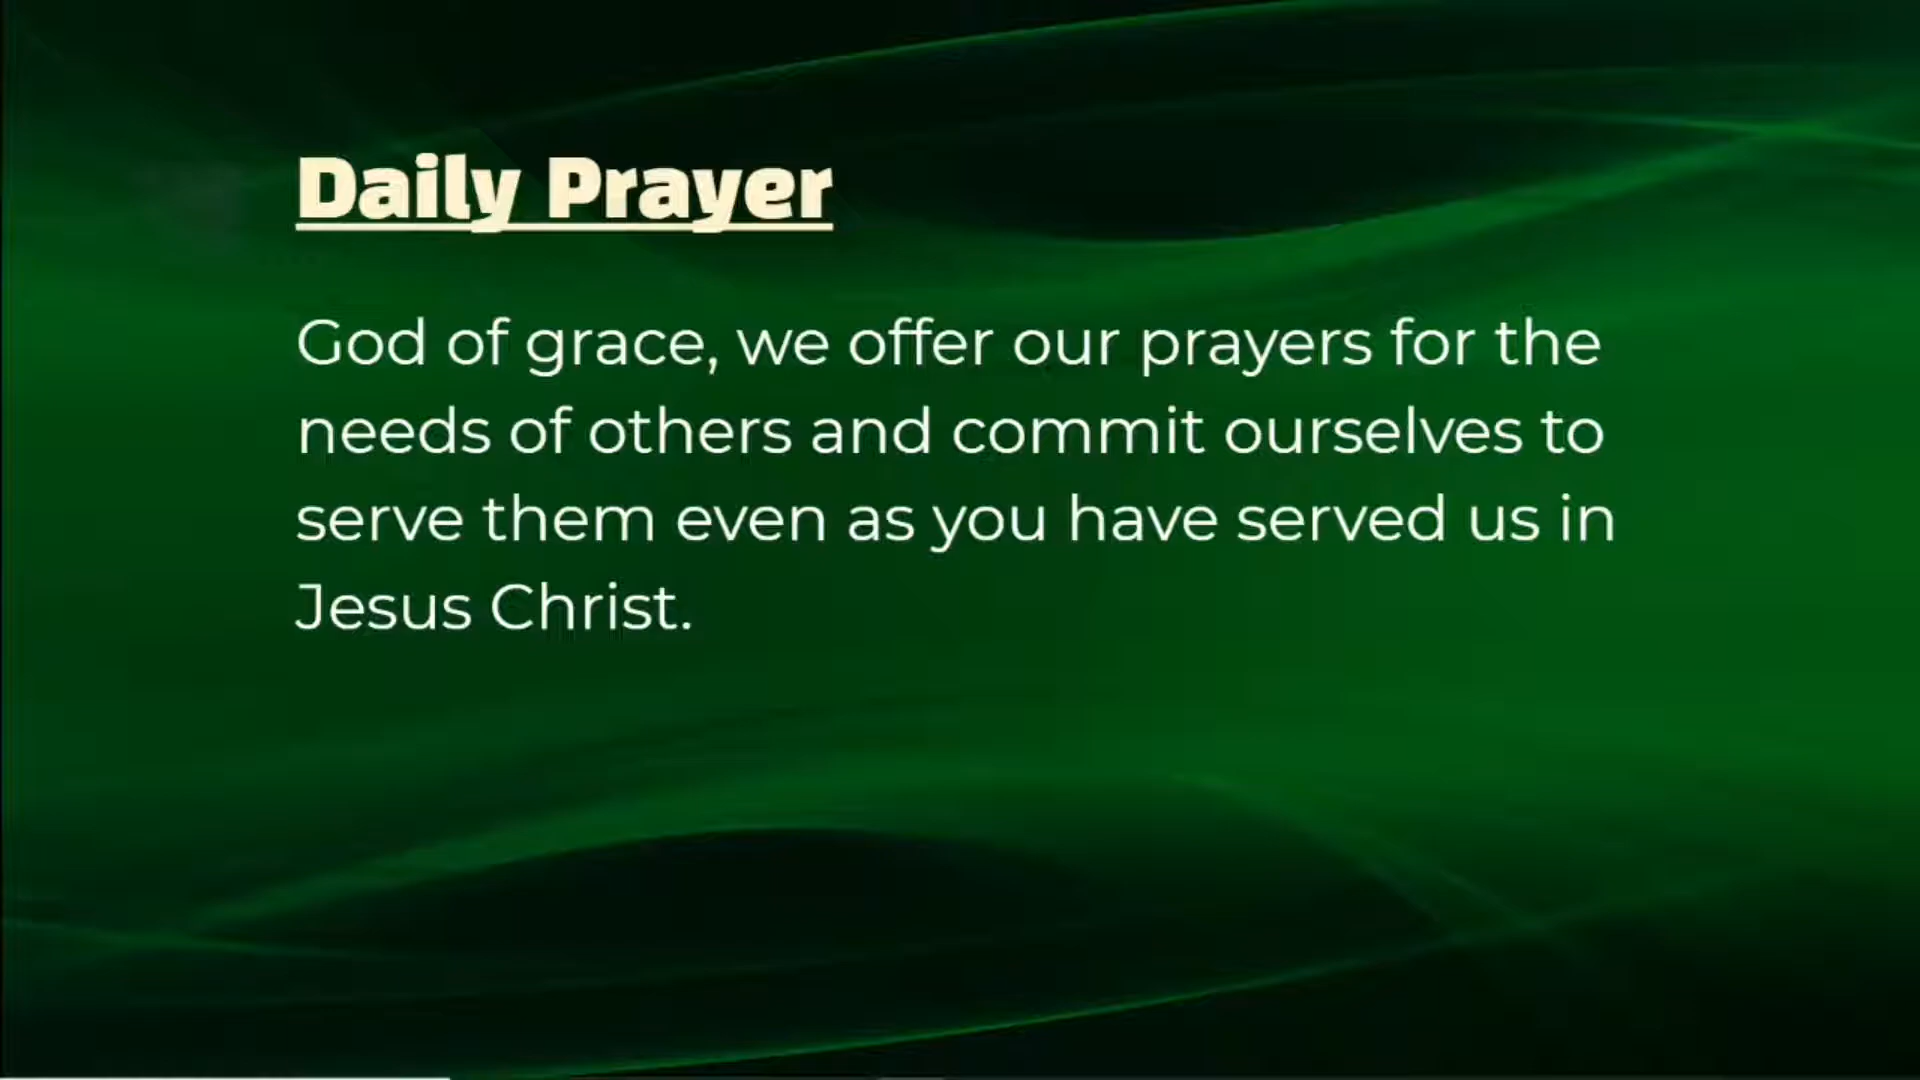 Daily Prayer
God of grace, we offer our prayers for the
needs of others and commit ourselves to
serve them even as you have served us in
Jesus Christ.